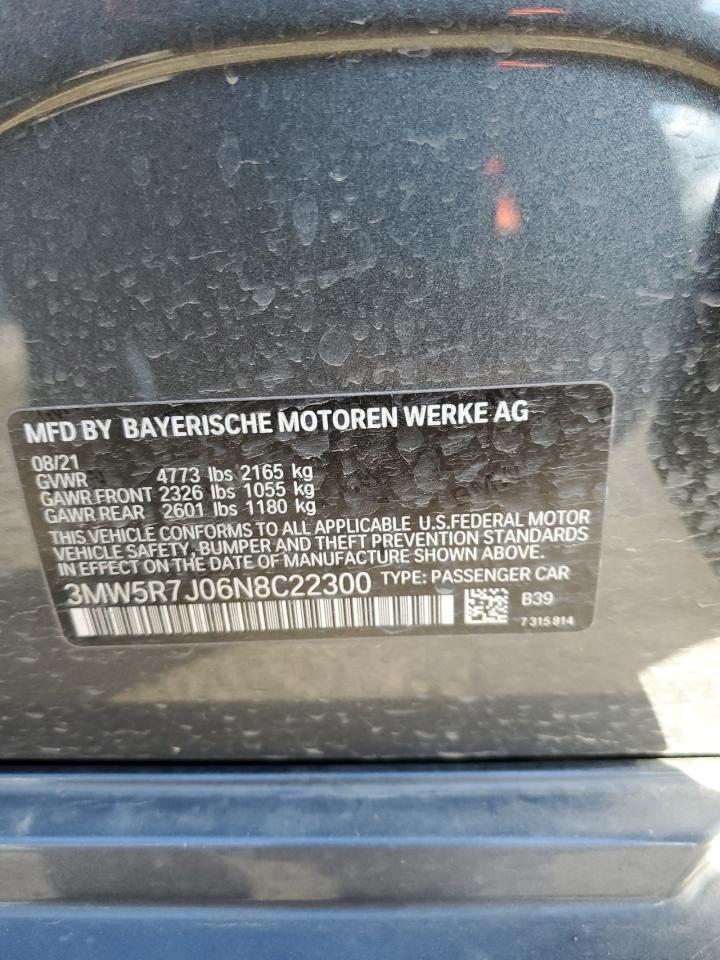 MFD BY BAYERISCHE MOTOREN WERKE AG
08/21
GVWR 4773 lbs 2165 kg
GAWR.FRONT 2326 lbs 1055 kg
GAWR.REAR 2601 lbs 1180 kg
THIS VEHICLE CONFORMS TO ALL APPLICABLE U.S.FEDERAL MOTOR
VEHICLE SAFETY, BUMPER AND THEFT PREVENTION STANDARDS
IN EFFECT ON THE DATE OF MANUFACTURE SHOWN ABOVE.
3MW5R7J06N8C22300 TYPE: PASSENGER CAR
B39
7 315 814